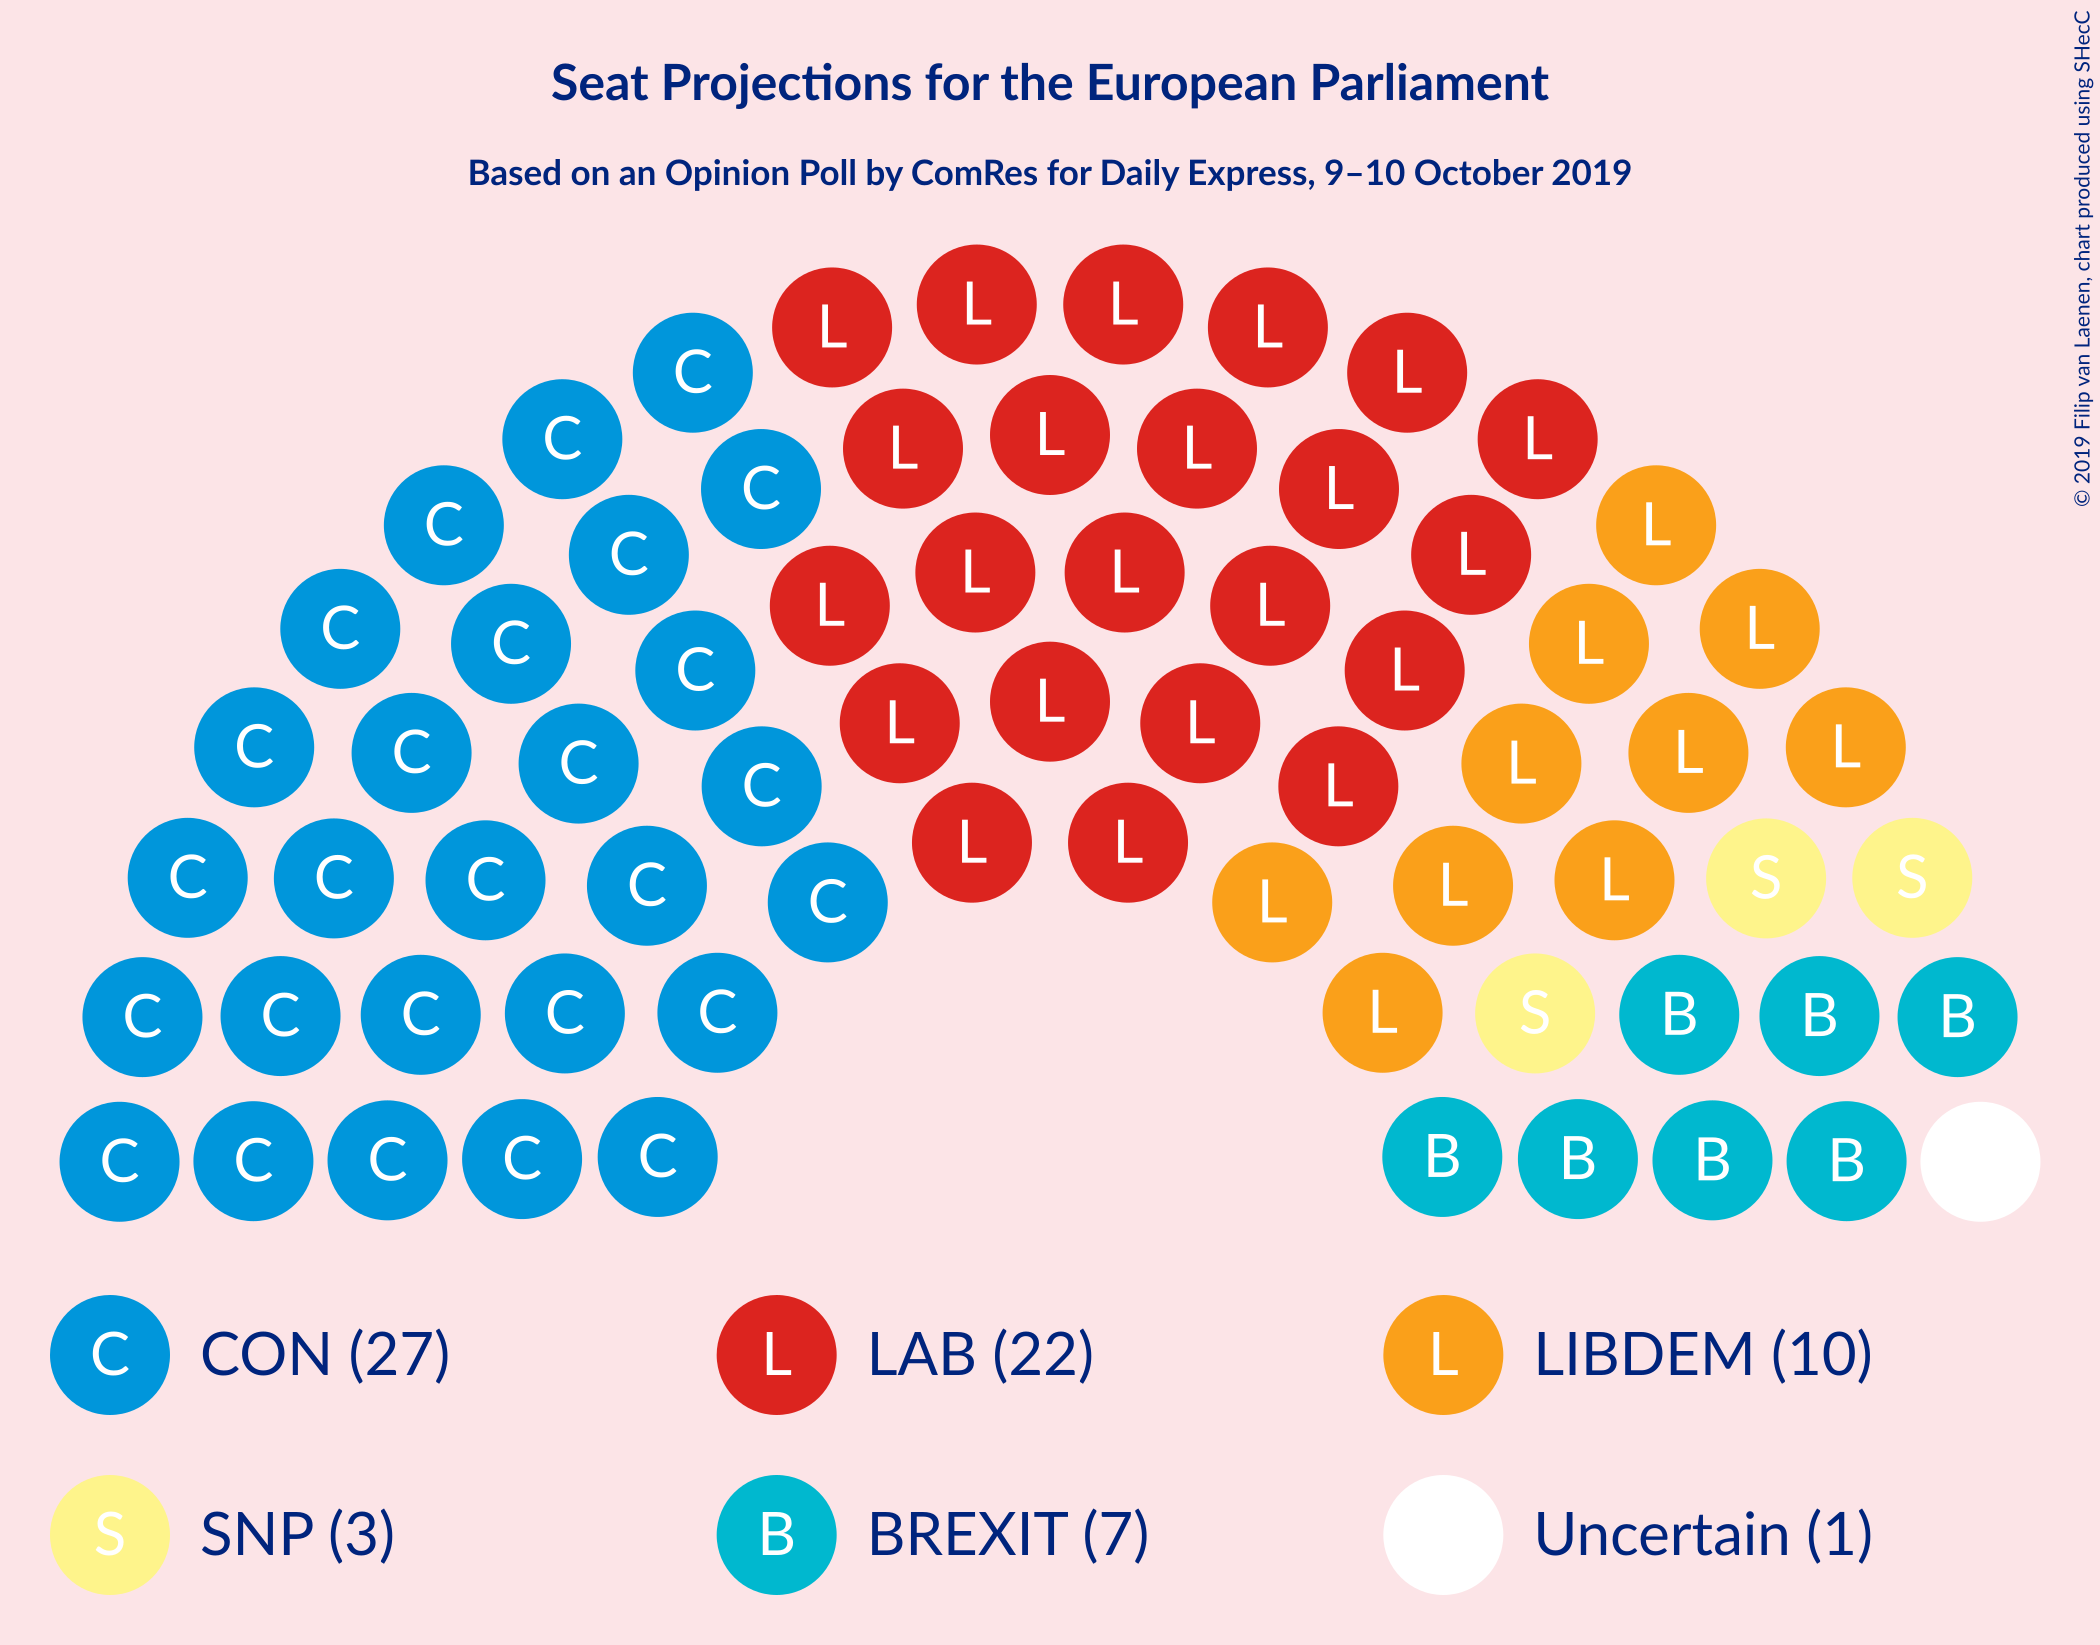 Seat Projections for the European Parliament
Based on an Opinion Poll by ComRes for Daily Express, 9–10 October 2019
© 2019 Filip van Laenen, chart produced using SHecC
L L
L L
C L
C L
L
L L
C L
C L
C L
L L
C L
L L
C L
C L
C L
L L
C L
C L
C L
C L
L L
C C C C L L S S
C L
C C C C C L S B B B
C C C C C B B B B
C CON (27) L LAB (22) L LIBDEM (10)
S SNP (3) B BREXIT (7) Uncertain (1)